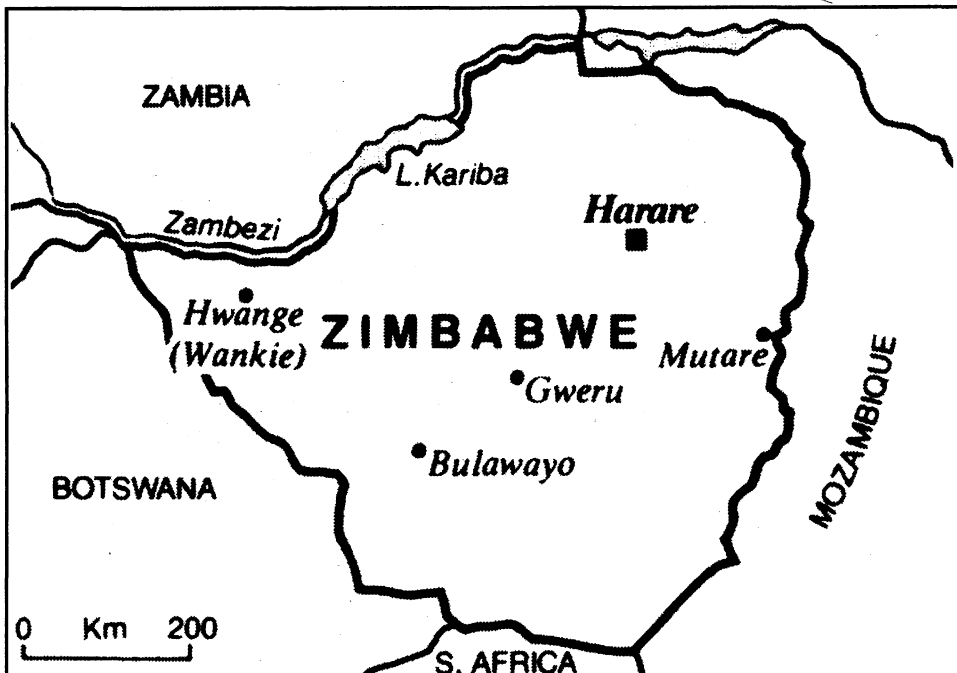 ZAMBIA
L.Kariba
Harare
Zambezi
Hwange
(Wankie)
ZIMBABWE
Mutare
Gweru
MOZAMBIQUE
Bulawayo
BOTSWANA
0 Km 200
S. AFRICA